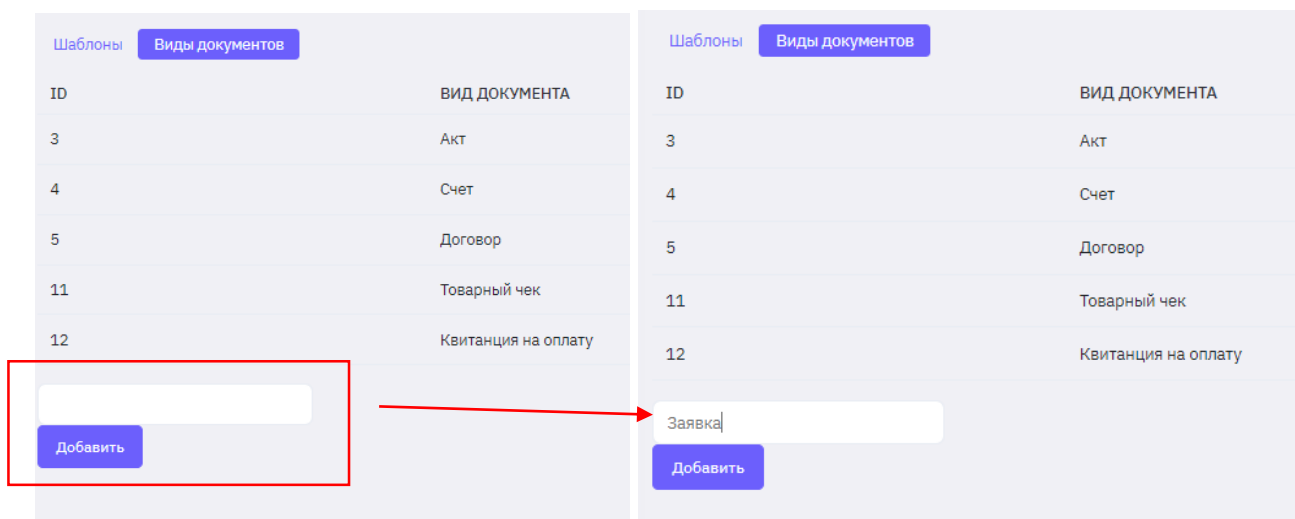 Шаблоны Виды документов
ID ВИД ДОКУМЕНТА
3 Акт
4 Счет
5 Договор
11 Товарный чек
12 Квитанция на оплату
Добавить
Шаблоны Виды документов
ID ВИД ДОКУМЕНТА
3 Акт
4 Счет
5 Договор
11 Товарный чек
12 Квитанция на оплату
Заявка
Добавить